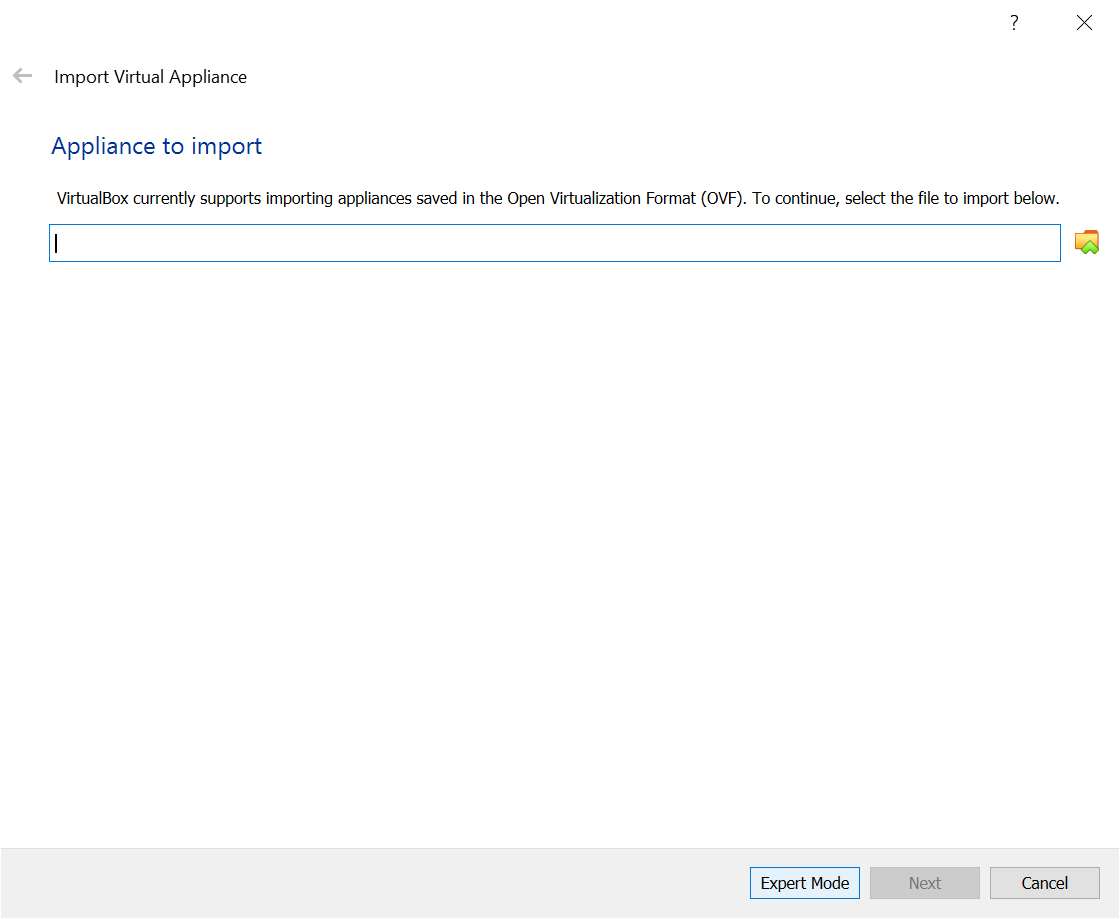 ?
Import Virtual Appliance
Appliance to import
VirtualBox currently supports importing appliances saved in the Open Virtualization Format (OVF). To continue, select the file to import below.
Expert Mode Next Cancel